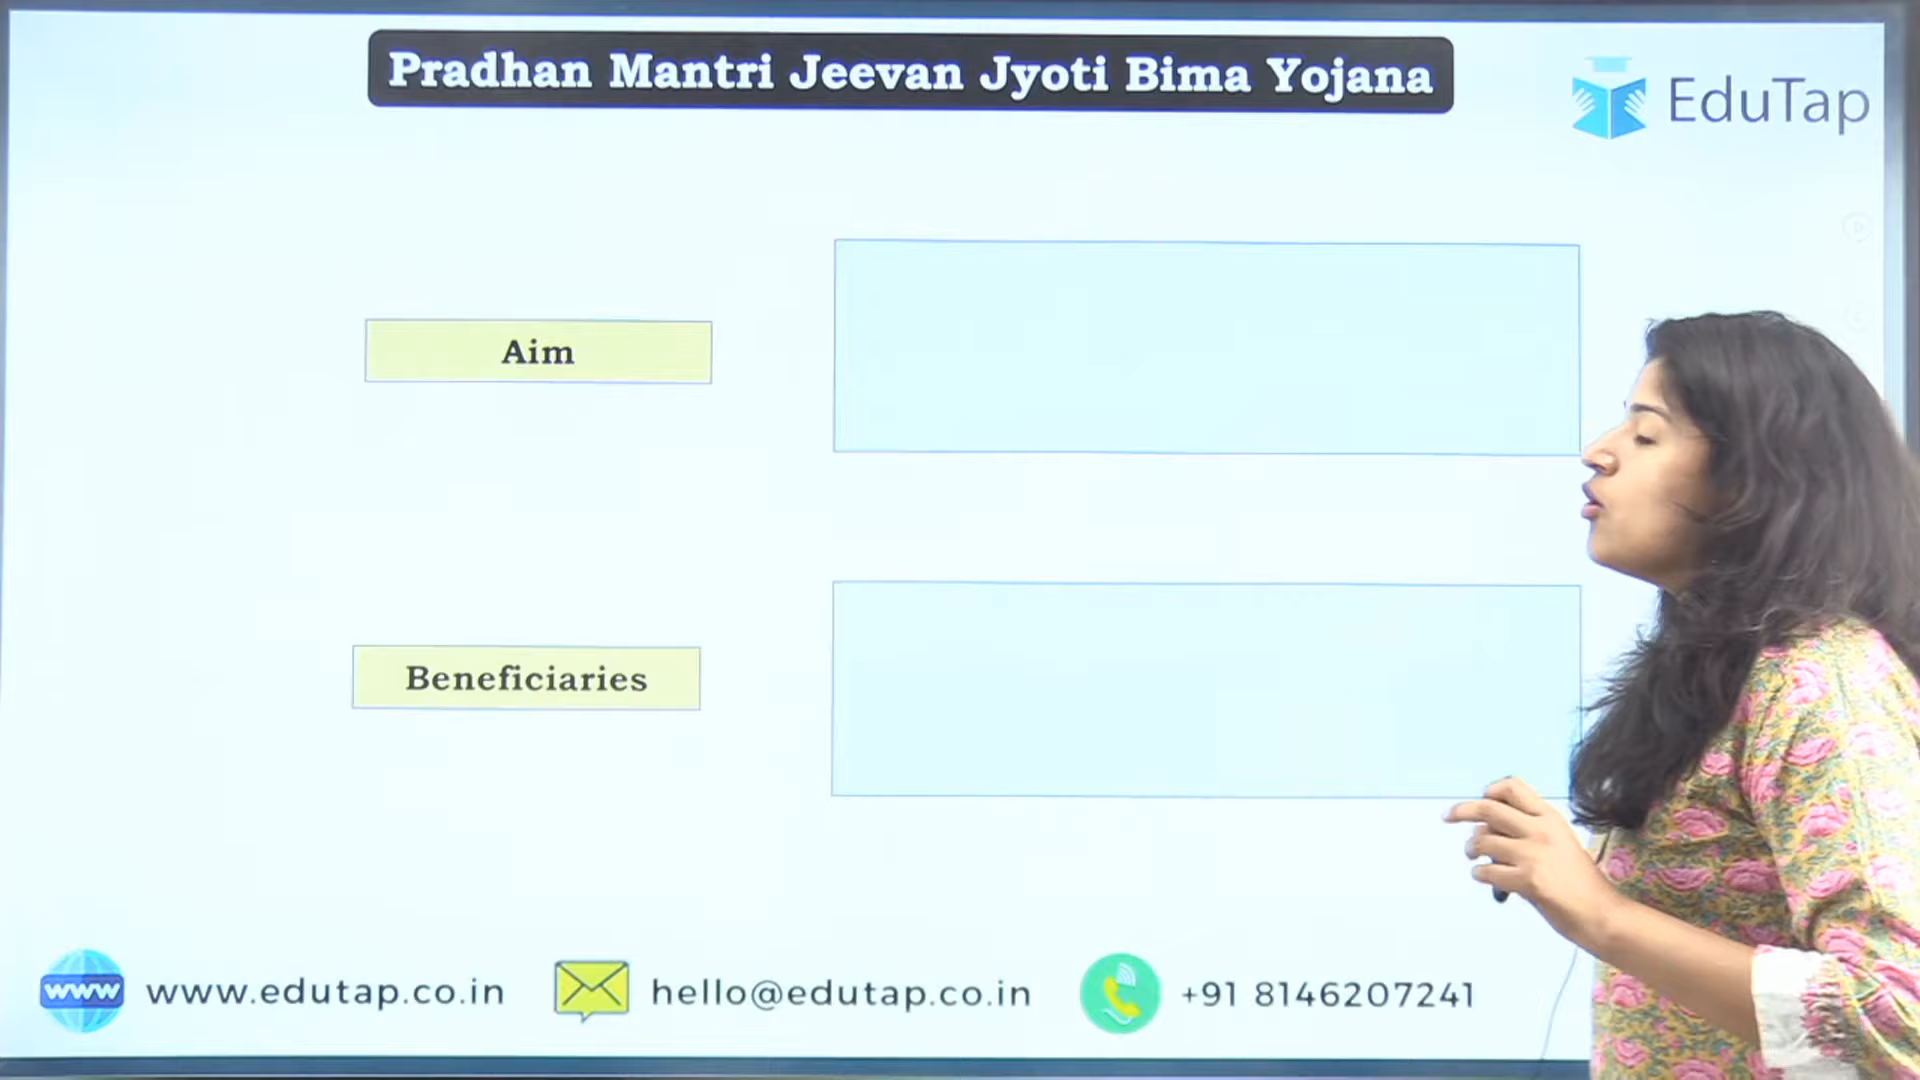 Pradhan Mantri Jeevan Jyoti Bima Yojana
EduTap
Aim
Beneficiaries
www www.edutap.co.in hello@edutap.co.in +91 8146207241